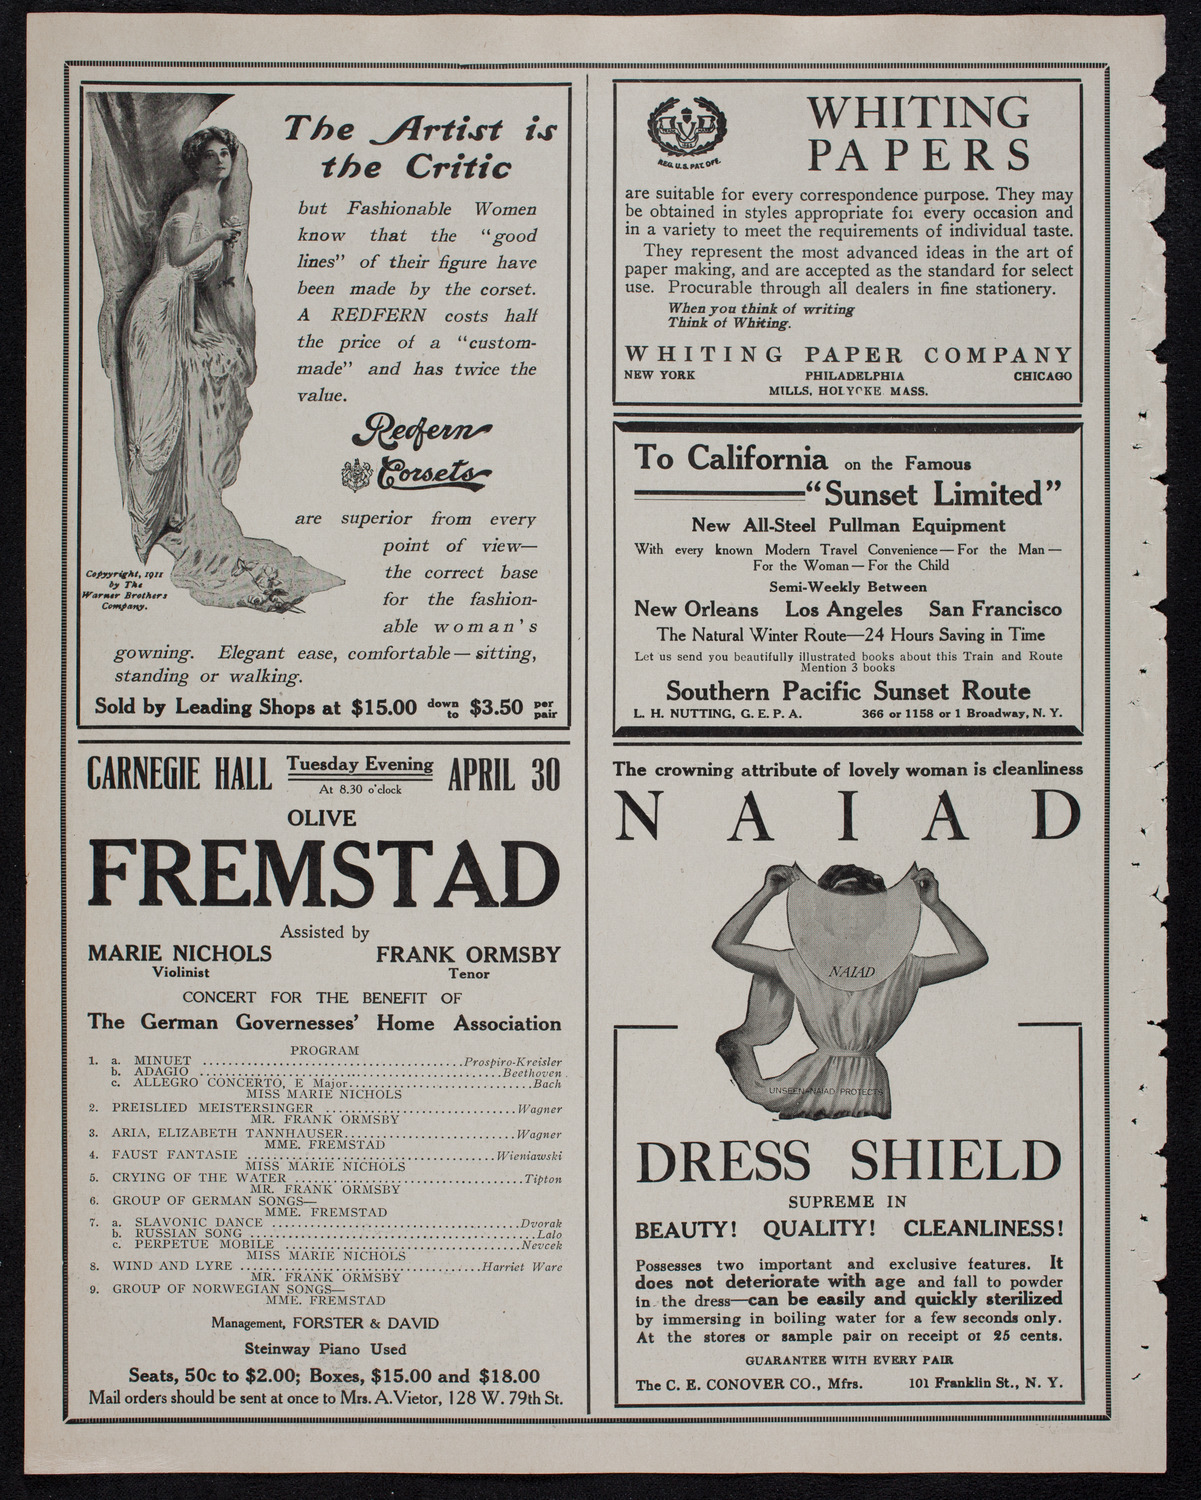 The Artist is
the Critic
but Fashionable Women
know that the "good
lines" of their figure have
been made by the corset.
A REDFERN costs half
the price of a "custom-
made" and has twice the
value.
Redfern
Corsets
are superior from every
point of view—
the correct base
for the fashion-
able woman's
gowning. Elegant ease, comfortable—sitting,
standing or walking.
Copyright, 1911
by The
Warner Brothers
Company.
Sold by Leading Shops at $15.00 down to $3.50 per pair
CARNEGIE HALL Tuesday Evening APRIL 30
At 8.30 o'clock
OLIVE
FREMSTAD
Assisted by
MARIE NICHOLS FRANK ORMSBY
Violinist Tenor
CONCERT FOR THE BENEFIT OF
The German Governesses' Home Association
PROGRAM
1. a. MINUET ........ Prospiro-Kreisler
b. ADAGIO ........ Beethoven
c. ALLEGRO CONCERTO, E Major........ Bach
MISS MARIE NICHOLS
2. PREISLIED MEISTERSINGER ........ Wagner
MR. FRANK ORMSBY
3. ARIA, ELIZABETH TANNHAUSER........ Wagner
MME. FREMSTAD
4. FAUST FANTASIE ........ Wieniawski
MISS MARIE NICHOLS
5. CRYING OF THE WATER ........ Tipton
MR. FRANK ORMSBY
6. GROUP OF GERMAN SONGS—
MME. FREMSTAD
7. a. SLAVONIC DANCE ........ Dvorak
b. RUSSIAN SONG ........ Lalo
c. PERPETUE MOBILE ........ Nevcek
MISS MARIE NICHOLS
8. WIND AND LYRE ........ Harriet Ware
MR. FRANK ORMSBY
9. GROUP OF NORWEGIAN SONGS—
MME. FREMSTAD
Management, FORSTER & DAVID
Steinway Piano Used
Seats, 50c to $2.00; Boxes, $15.00 and $18.00
Mail orders should be sent at once to Mrs. A. Vietor, 128 W. 79th St.
REG. U.S. PAT. OFF.
WHITING
PAPERS
are suitable for every correspondence purpose. They may
be obtained in styles appropriate for every occasion and
in a variety to meet the requirements of individual taste.
They represent the most advanced ideas in the art of
paper making, and are accepted as the standard for select
use. Procurable through all dealers in fine stationery.
When you think of writing
Think of Whiting.
WHITING PAPER COMPANY
NEW YORK PHILADELPHIA CHICAGO
MILLS, HOLYOKE MASS.
To California on the Famous
"Sunset Limited"
New All-Steel Pullman Equipment
With every known Modern Travel Convenience—For the Man—
For the Woman—For the Child
Semi-Weekly Between
New Orleans Los Angeles San Francisco
The Natural Winter Route—24 Hours Saving in Time
Let us send you beautifully illustrated books about this Train and Route
Mention 3 books
Southern Pacific Sunset Route
L. H. NUTTING, G. E. P. A. 366 or 1158 or 1 Broadway, N. Y.
The crowning attribute of lovely woman is cleanliness
NAIAD
NAIAD
UNSEEN-NAIAD PROTECTS
DRESS SHIELD
SUPREME IN
BEAUTY! QUALITY! CLEANLINESS!
Possesses two important and exclusive features. It
does not deteriorate with age and fall to powder
in the dress—can be easily and quickly sterilized
by immersing in boiling water for a few seconds only.
At the stores or sample pair on receipt of 25 cents.
GUARANTEE WITH EVERY PAIR
The C. E. CONOVER CO., Mfrs. 101 Franklin St., N. Y.